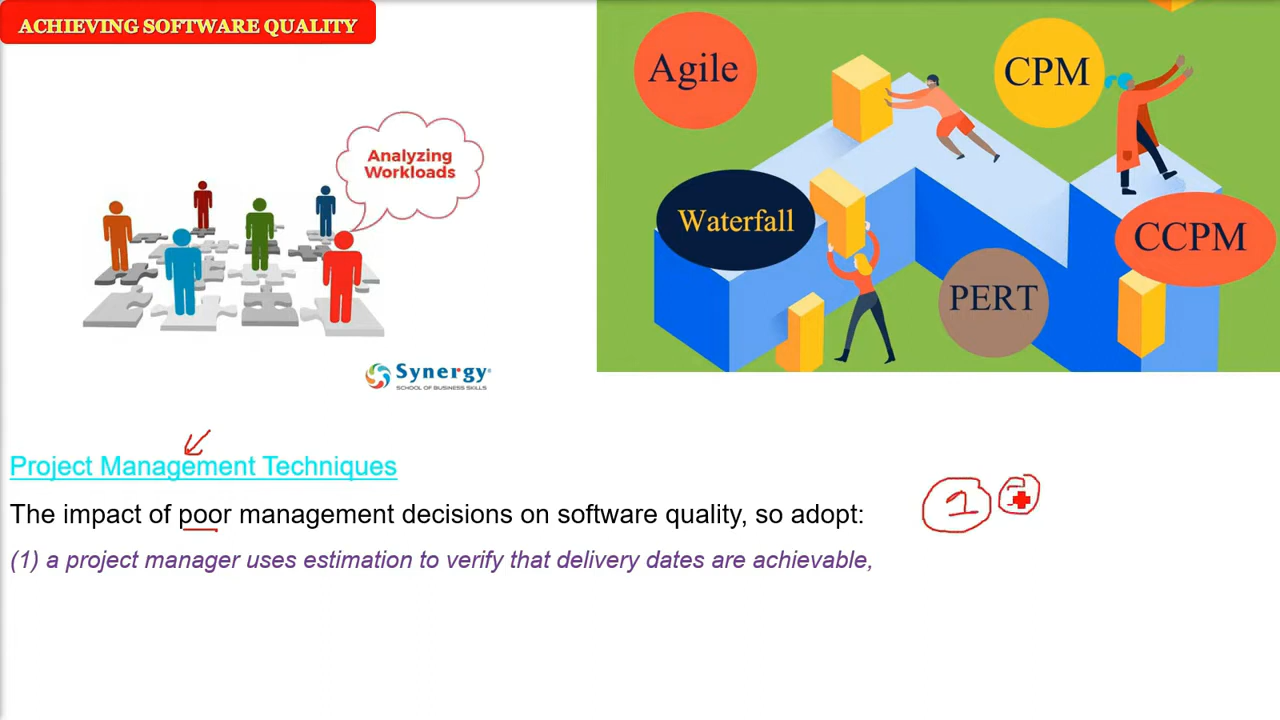 ACHIEVING SOFTWARE QUALITY
Analyzing
Workloads
Synergy
SCHOOL OF BUSINESS SKILLS
Agile
CPM
Waterfall
CCPM
PERT
Project Management Techniques
The impact of poor management decisions on software quality, so adopt:
1
(1) a project manager uses estimation to verify that delivery dates are achievable,